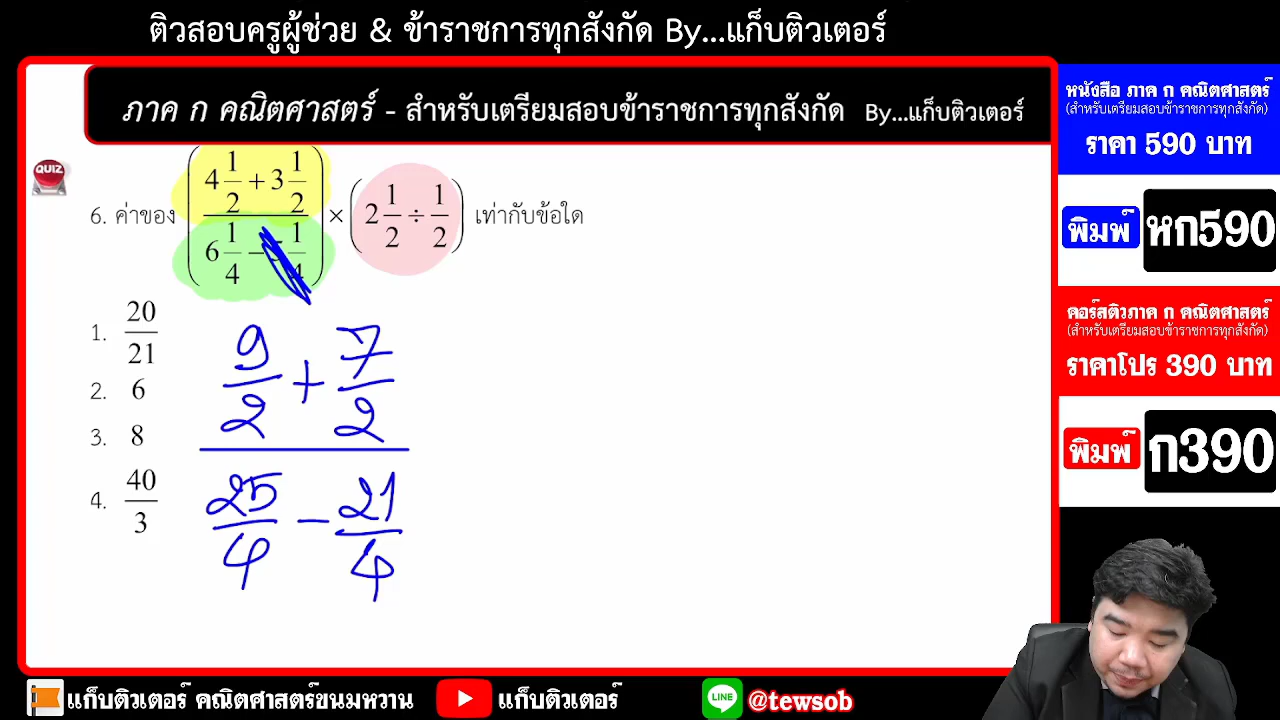 ติวสอบครูผู้ช่วย & ข้าราชการทุกสังกัด By...แก็บติวเตอร์
ภาค ก คณิตศาสตร์ - สำหรับเตรียมสอบข้าราชการทุกสังกัด By...แก็บติวเตอร์
QUIZ
6. ค่าของ ((4 1/2 + 3 1/2)/(6 1/4 - 5 1/4)) × (2 1/2 ÷ 1/2) เท่ากับข้อใด
1. 20/21
2. 6
3. 8
4. 40/3
9/2 + 7/2
25/4 - 21/4
หนังสือ ภาค ก คณิตศาสตร์
(สำหรับเตรียมสอบข้าราชการทุกสังกัด)
ราคา 590 บาท
พิมพ์ หก590
คอร์สติวภาค ก คณิตศาสตร์
(สำหรับเตรียมสอบข้าราชการทุกสังกัด)
ราคาโปร 390 บาท
พิมพ์ ก390
แก็บติวเตอร์ คณิตศาสตร์ขนมหวาน แก็บติวเตอร์ LINE @tewsob